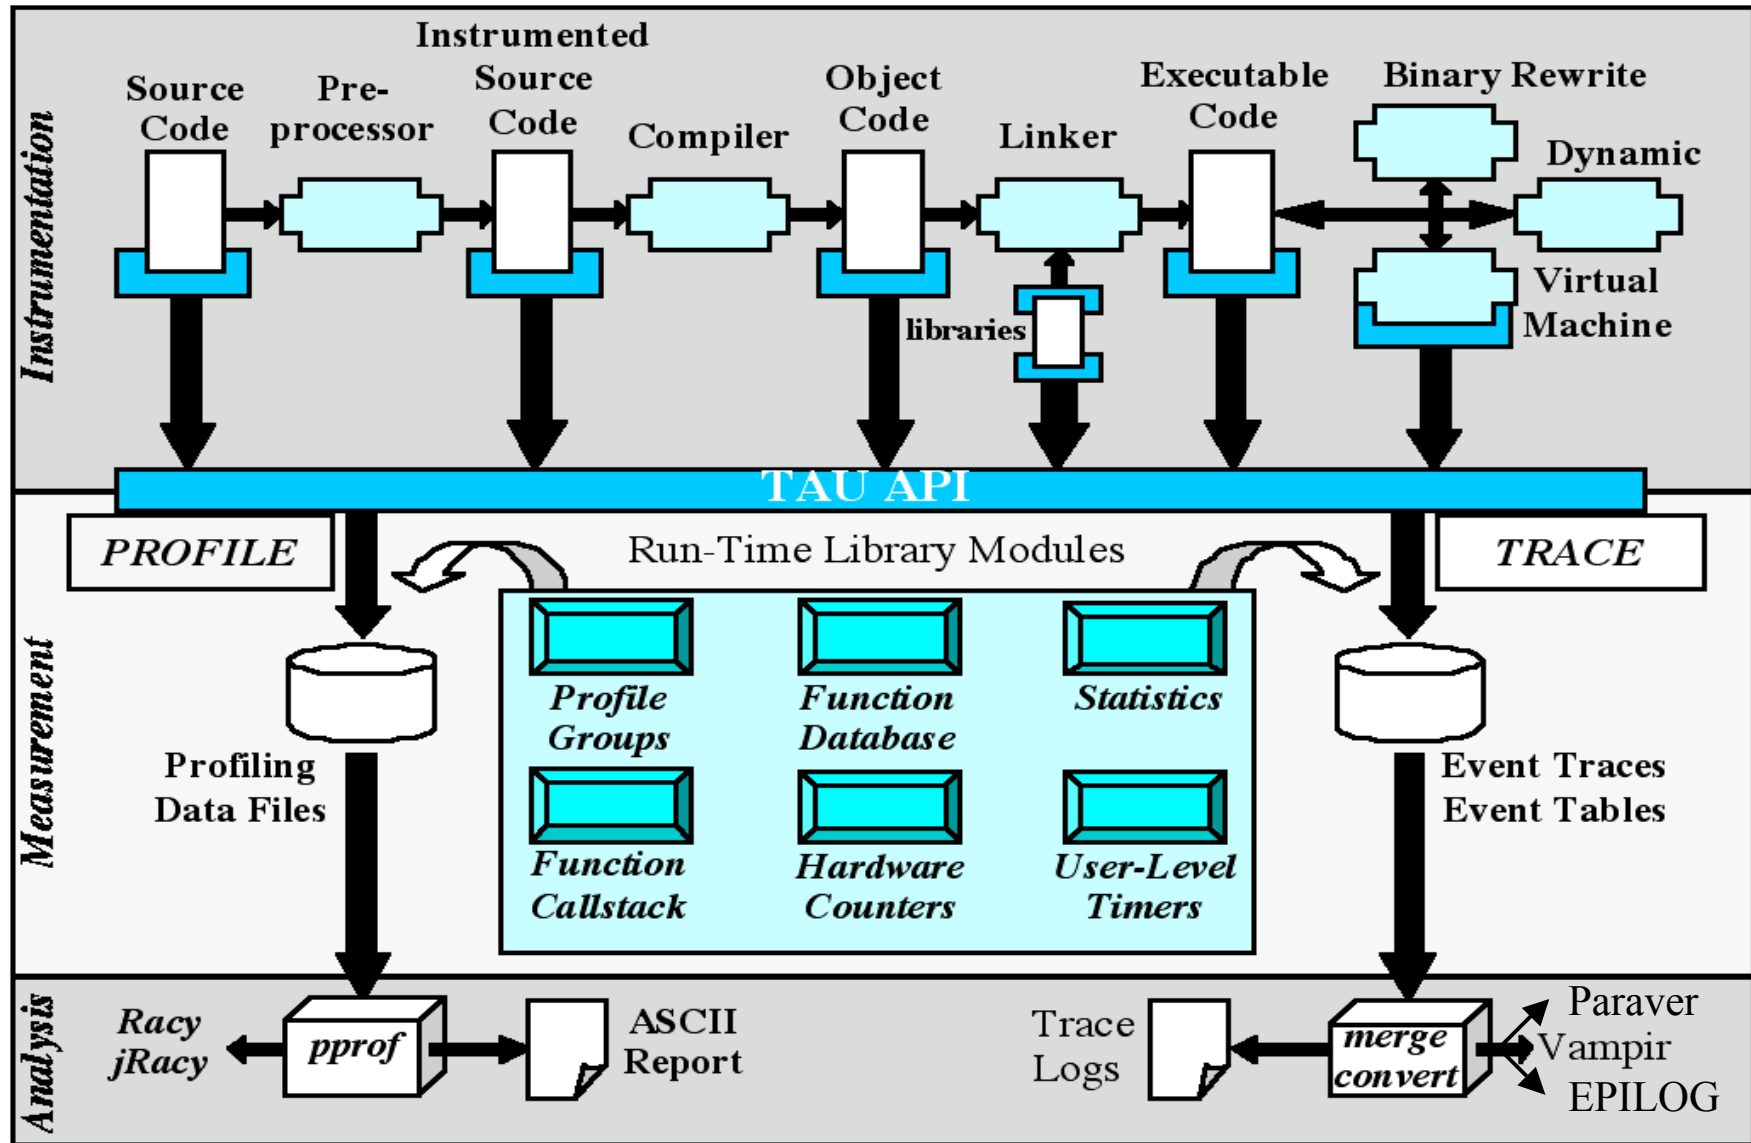 Instrumentation
Source
Code
Pre-
processor
Instrumented
Source
Code
Compiler
Object
Code
Linker
libraries
Executable
Code
Binary Rewrite
Dynamic
Virtual
Machine
TAU API
Measurement
PROFILE
Run-Time Library Modules
TRACE
Profile
Groups
Function
Database
Statistics
Function
Callstack
Hardware
Counters
User-Level
Timers
Profiling
Data Files
Event Traces
Event Tables
Analysis
Racy
jRacy
pprof
ASCII
Report
Trace
Logs
merge
convert
Paraver
Vampir
EPILOG